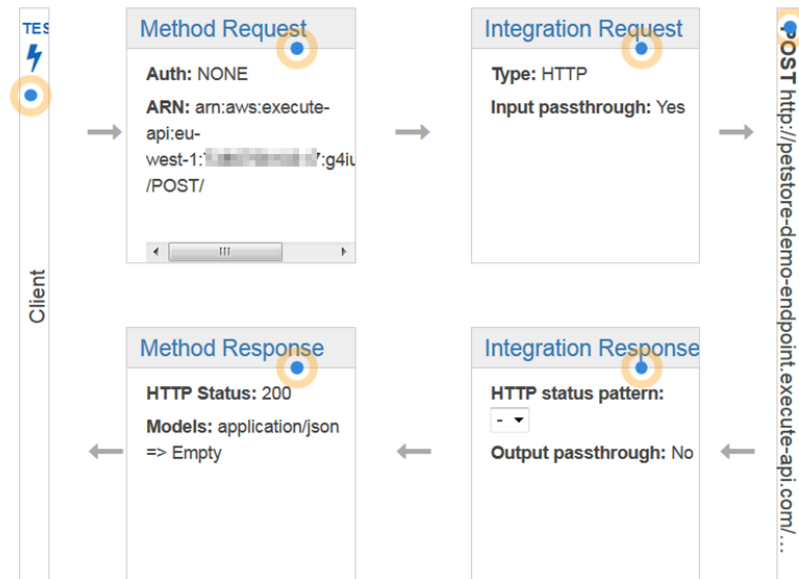 TES
Client
Method Request
Auth: NONE
ARN: arn:aws:execute-
api:eu-
west-1: :g4iu
/POST/
Integration Request
Type: HTTP
Input passthrough: Yes
POST http://petstore-demo-endpoint.execute-api.com/...
Method Response
HTTP Status: 200
Models: application/json
=> Empty
Integration Response
HTTP status pattern:
-
Output passthrough: No